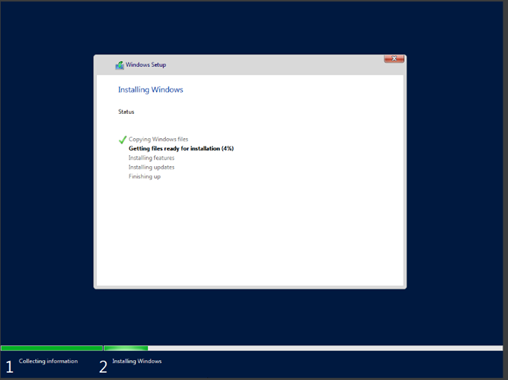 Windows Setup
Installing Windows
Status
Copying Windows files
Getting files ready for installation (4%)
Installing features
Installing updates
Finishing up
1 Collecting information
2 Installing Windows